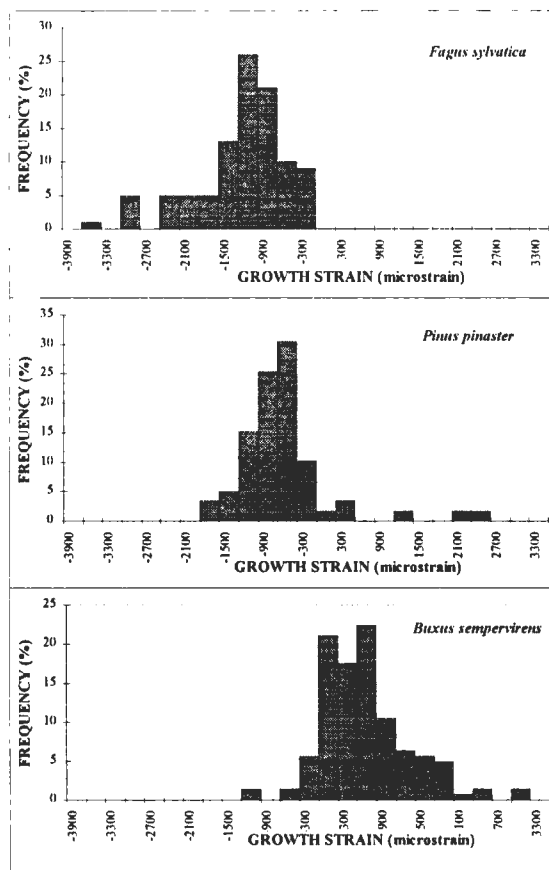 Fagus sylvatica
FREQUENCY (%)
30
25
20
15
10
5
0
-3900 -3300 -2700 -2100 -1500 -900 -300 300 900 1500 2100 2700 3300
GROWTH STRAIN (microstrain)
Pinus pinaster
FREQUENCY (%)
35
30
25
20
15
10
5
0
-3900 -3300 -2700 -2100 -1500 -900 -300 300 900 1500 2100 2700 3300
GROWTH STRAIN (microstrain)
Buxus sempervirens
FREQUENCY (%)
25
20
15
10
5
0
-3900 -3300 -2700 -2100 -1500 -900 -300 300 900 500 100 2700 3300
GROWTH STRAIN (microstrain)